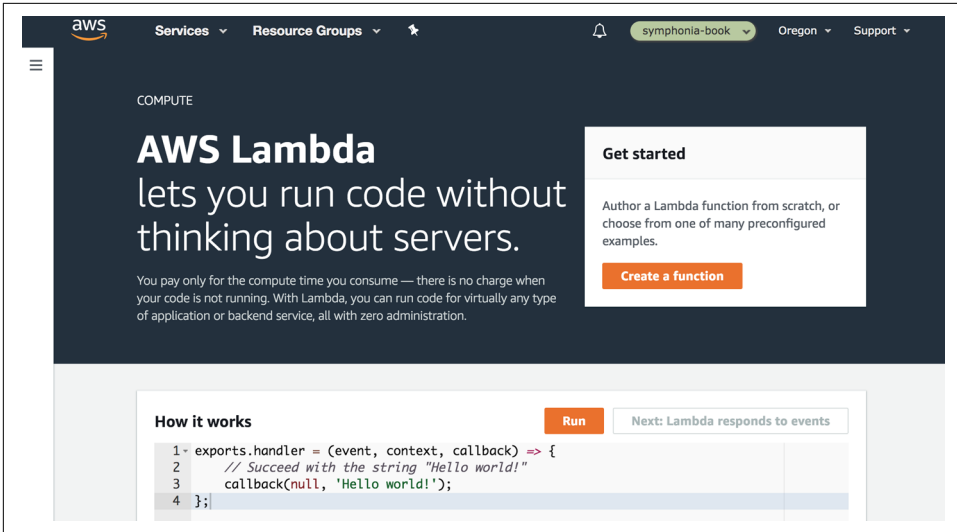 aws
Services
Resource Groups
symphonia-book
Oregon
Support
COMPUTE
AWS Lambda
lets you run code without
thinking about servers.
You pay only for the compute time you consume — there is no charge when
your code is not running. With Lambda, you can run code for virtually any type
of application or backend service, all with zero administration.
Get started
Author a Lambda function from scratch, or
choose from one of many preconfigured
examples.
Create a function
How it works
Run
Next: Lambda responds to events
1 exports.handler = (event, context, callback) => {
2     // Succeed with the string "Hello world!"
3     callback(null, 'Hello world!');
4 };